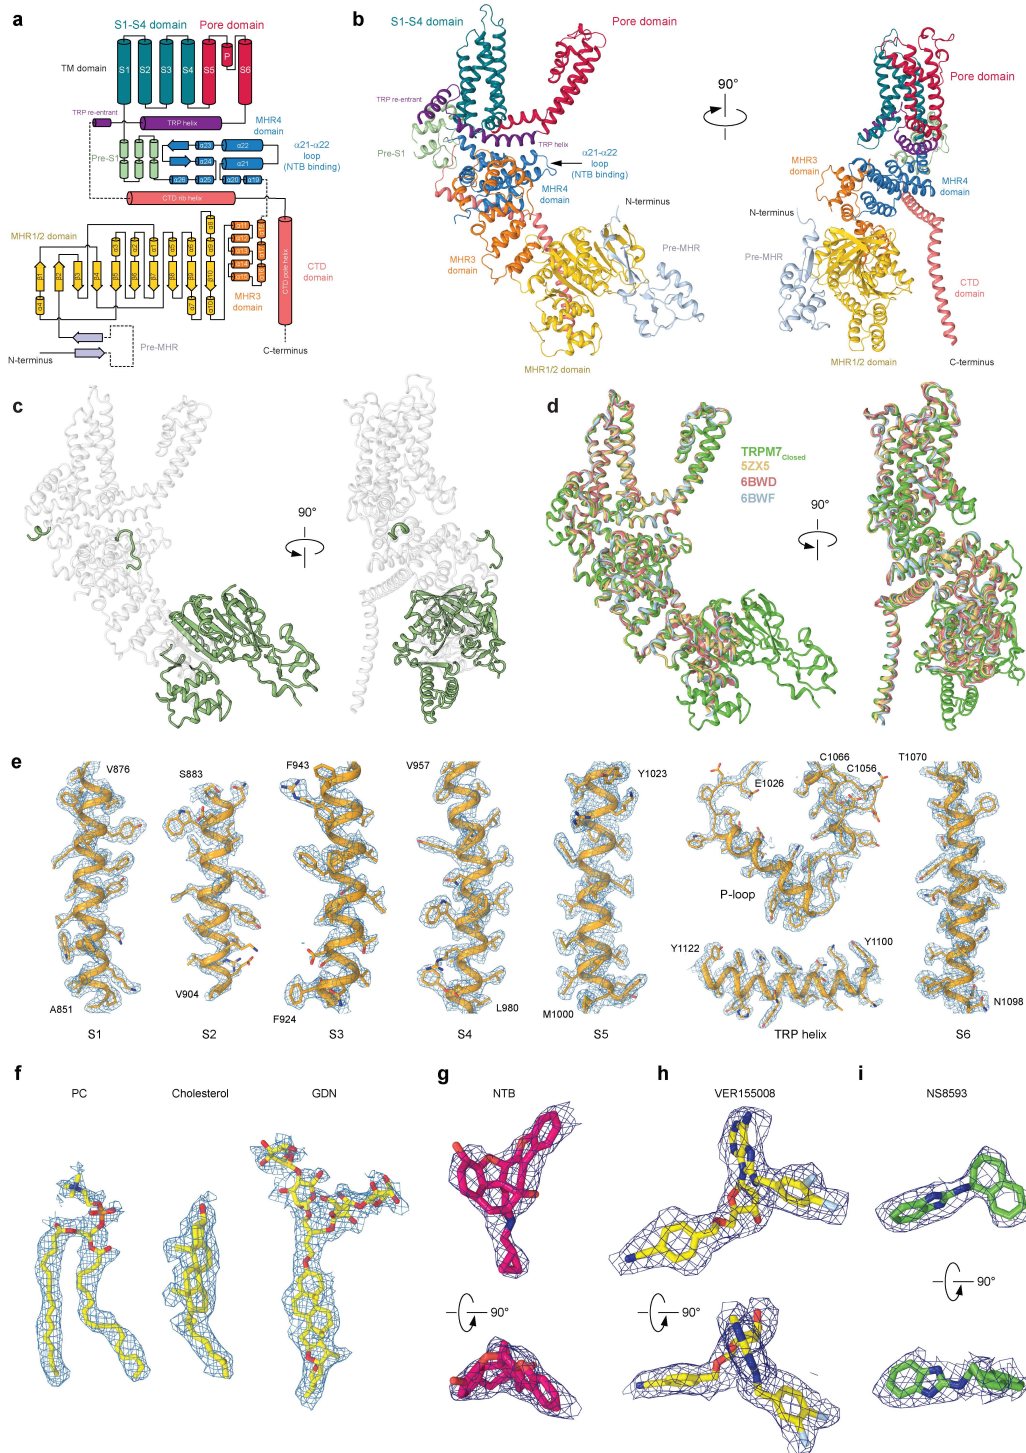 a
S1-S4 domain
Pore domain
TM domain
S1
S2
S3
S4
S5
P
S6
TRP re-entrant
TRP helix
MHR4
domain
Pre-S1
α23
α22
α24
α21
α21-α22
loop
(NTB binding)
α20
α19
CTD rib helix
MHR1/2 domain
CTD pole helix
CTD
domain
MHR3
domain
Pre-MHR
N-terminus
C-terminus
b
S1-S4 domain
Pore domain
TRP re-entrant
Pre-S1
TRP helix
α21-α22
loop
(NTB binding)
MHR4
domain
N-terminus
Pre-MHR
MHR3
domain
MHR1/2 domain
90°
Pore domain
MHR3
domain
MHR4
domain
N-terminus
Pre-MHR
CTD
domain
MHR1/2 domain
C-terminus
c
90°
d
TRPM7Closed
5ZX5
6BWD
6BWF
90°
e
V876
A851
S1
S883
V904
S2
F943
F924
S3
V957
L980
S4
Y1023
M1000
S5
E1026
C1066
C1056
P-loop
Y1122
Y1100
TRP helix
T1070
N1098
S6
f
PC
Cholesterol
GDN
g
NTB
90°
h
VER155008
90°
i
NS8593
90°